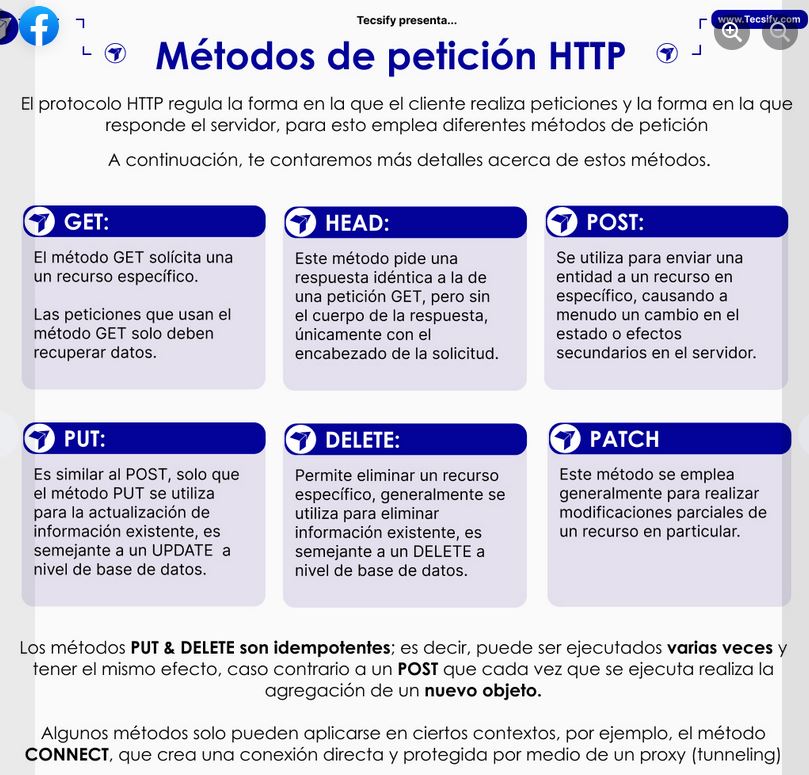 Tecsify presenta...
www.Tecsify.com
Métodos de petición HTTP
El protocolo HTTP regula la forma en la que el cliente realiza peticiones y la forma en la que
responde el servidor, para esto emplea diferentes métodos de petición
A continuación, te contaremos más detalles acerca de estos métodos.
GET:
El método GET solícita una
un recurso específico.
Las peticiones que usan el
método GET solo deben
recuperar datos.
HEAD:
Este método pide una
respuesta idéntica a la de
una petición GET, pero sin
el cuerpo de la respuesta,
únicamente con el
encabezado de la solicitud.
POST:
Se utiliza para enviar una
entidad a un recurso en
específico, causando a
menudo un cambio en el
estado o efectos
secundarios en el servidor.
PUT:
Es similar al POST, solo que
el método PUT se utiliza
para la actualización de
información existente, es
semejante a un UPDATE a
nivel de base de datos.
DELETE:
Permite eliminar un recurso
específico, generalmente se
utiliza para eliminar
información existente, es
semejante a un DELETE a
nivel de base de datos.
PATCH
Este método se emplea
generalmente para realizar
modificaciones parciales de
un recurso en particular.
Los métodos PUT & DELETE son idempotentes; es decir, puede ser ejecutados varias veces y
tener el mismo efecto, caso contrario a un POST que cada vez que se ejecuta realiza la
agregación de un nuevo objeto.
Algunos métodos solo pueden aplicarse en ciertos contextos, por ejemplo, el método
CONNECT, que crea una conexión directa y protegida por medio de un proxy (tunneling)